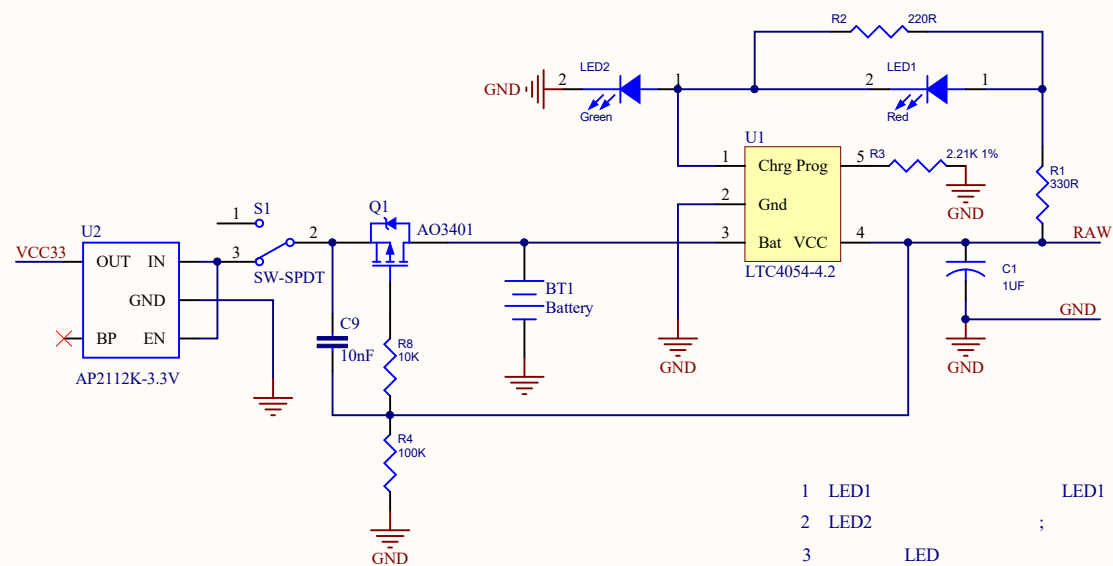 R2 220R
LED2 LED1
GND 2 1 2 1
Green Red
U1
1 Chrg Prog 5 R3 2.21K 1%
R1
330R
2 Gnd
GND
S1 Q1
1 AO3401
U2
VCC33 OUT IN 3 2
3 Bat VCC 4 RAW
SW-SPDT LTC4054-4.2
C1
1UF
GND
BT1
Battery
GND
BP EN
C9
10nF
R8
10K
GND GND
AP2112K-3.3V
R4
100K
GND
1 LED1 LED1
2 LED2 ;
3 LED